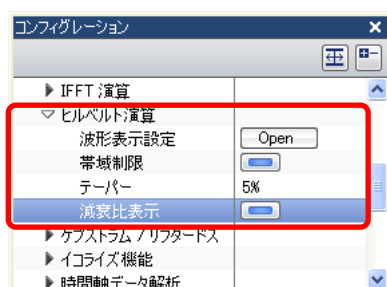 コンフィグレーション
IFFT 演算
ヒルベルト演算
波形表示設定 Open
帯域制限
テーパー 5%
減衰比表示
ケプストラム / リフタードス
イコライズ機能
時間軸データ解析